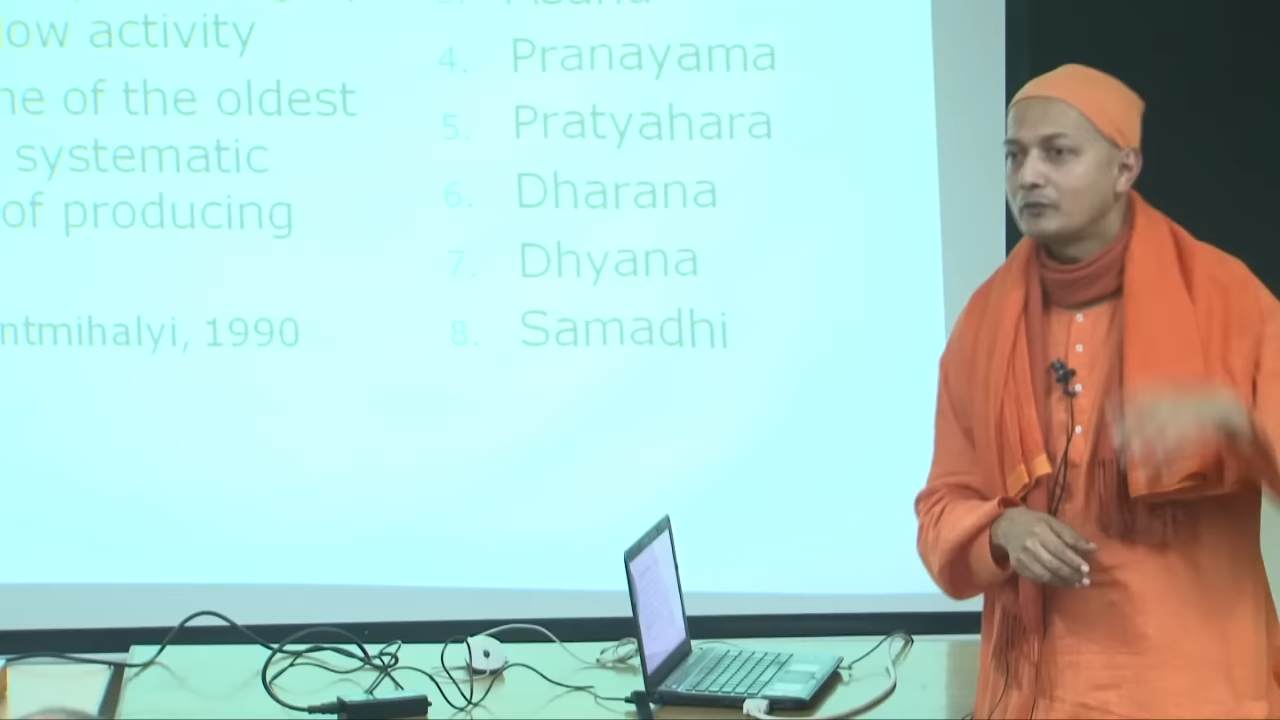 low activity
ne of the oldest
systematic
of producing
ntmihalyi, 1990
4. Pranayama
5. Pratyahara
6. Dharana
7. Dhyana
8. Samadhi